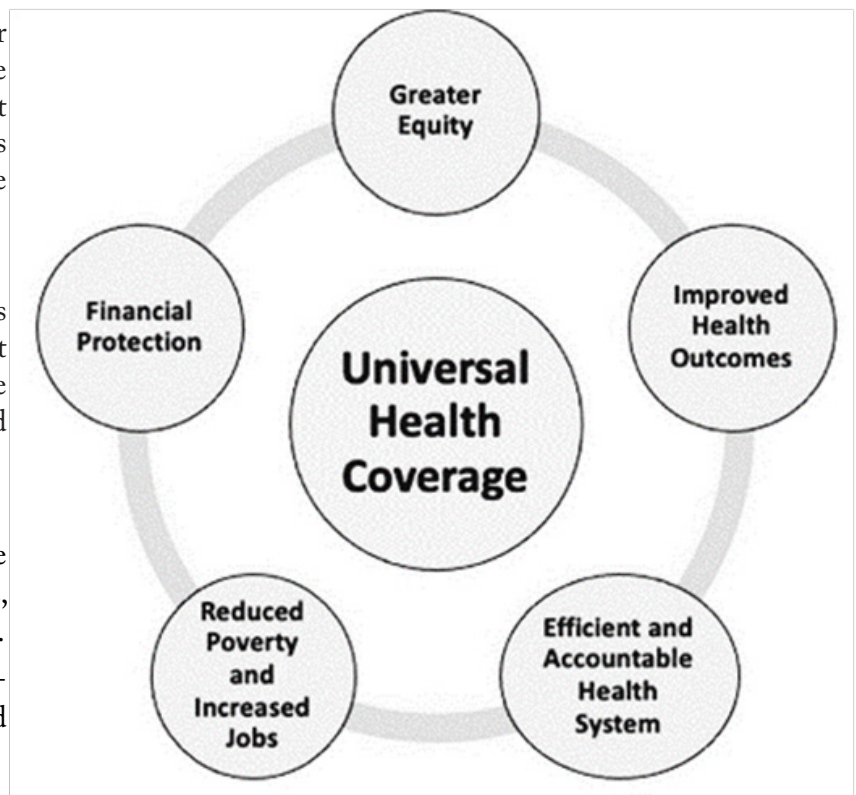 Greater
Equity
Improved
Health
Outcomes
Efficient and
Accountable
Health
System
Reduced
Poverty
and
Increased
Jobs
Financial
Protection
Universal
Health
Coverage